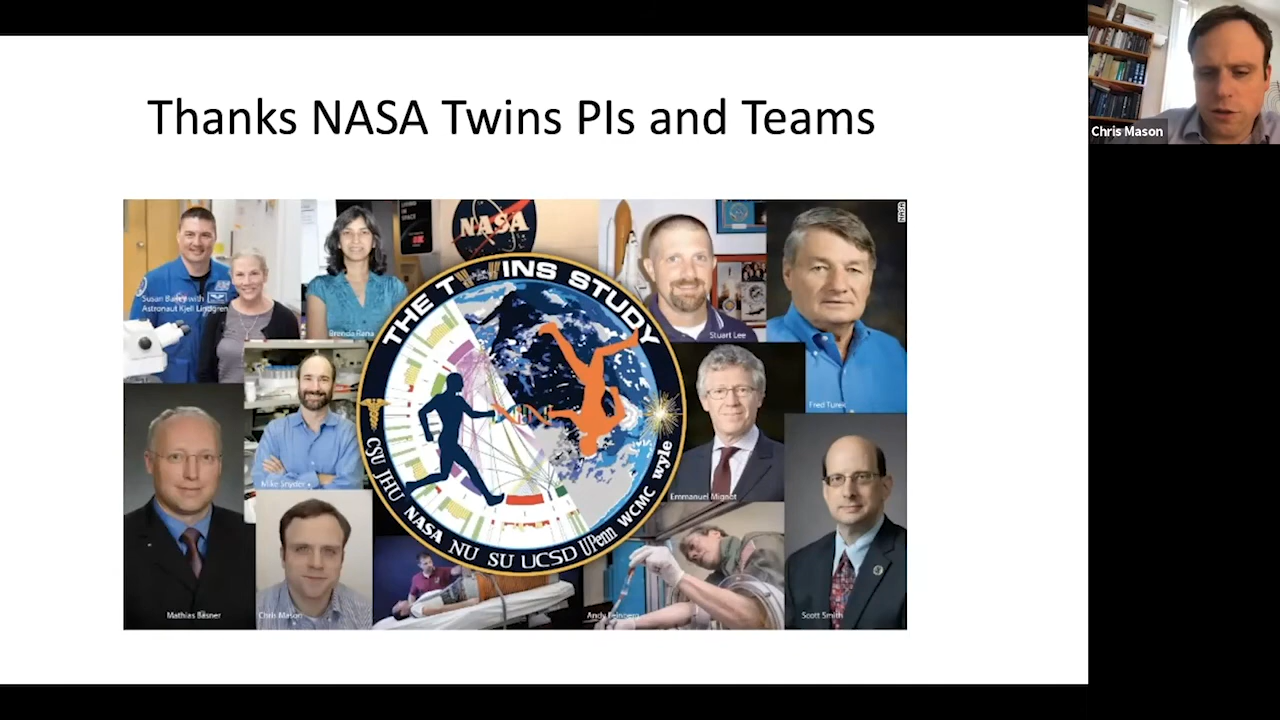 Thanks NASA Twins PIs and Teams
Chris Mason
NASA
NASA
Susan Bailey with
Astronaut Kjell Lindgren
Brenda Rana
Stuart Lee
Fred Turek
Mike Snyder
Emmanuel Mignot
Mathias Basner
Chris Mason
Andy Feinberg
Scott Smith
THE TWINS STUDY
CSU JHU NASA NU SU UCSD UPenn WCMC wyle